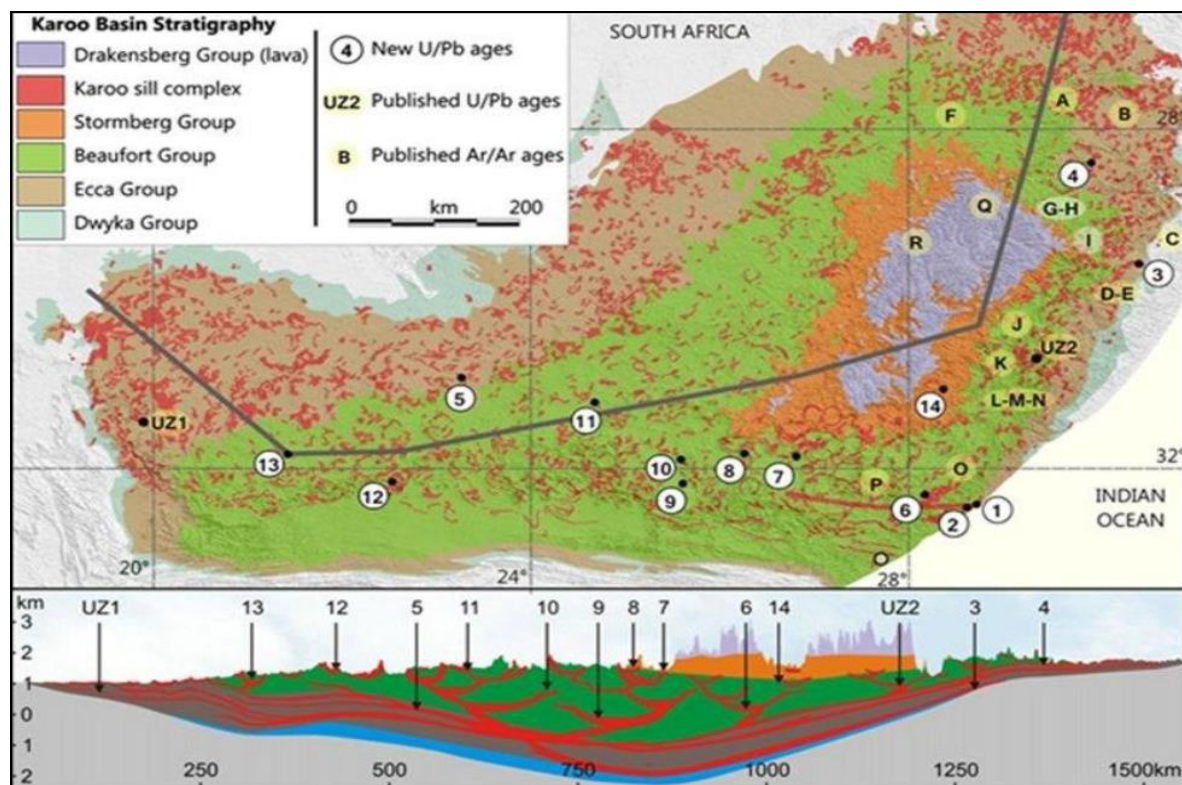 Karoo Basin Stratigraphy
Drakensberg Group (lava)
Karoo sill complex
Stormberg Group
Beaufort Group
Ecca Group
Dwyka Group
4 New U/Pb ages
UZ2 Published U/Pb ages
B Published Ar/Ar ages
0 km 200
SOUTH AFRICA
A
B
F
28°
4
Q
G-H
R
I
C
3
D-E
J
UZ2
K
5
L-M-N
14
UZ1
11
13
10
8
7
32°
12
9
P
O
6
2
1
INDIAN
OCEAN
O
20°
24°
28°
km UZ1 13 12 5 11 10 9 8 7 6 14 UZ2 3 4
3
2
1
0
1
2
250 500 750 1000 1250 1500km